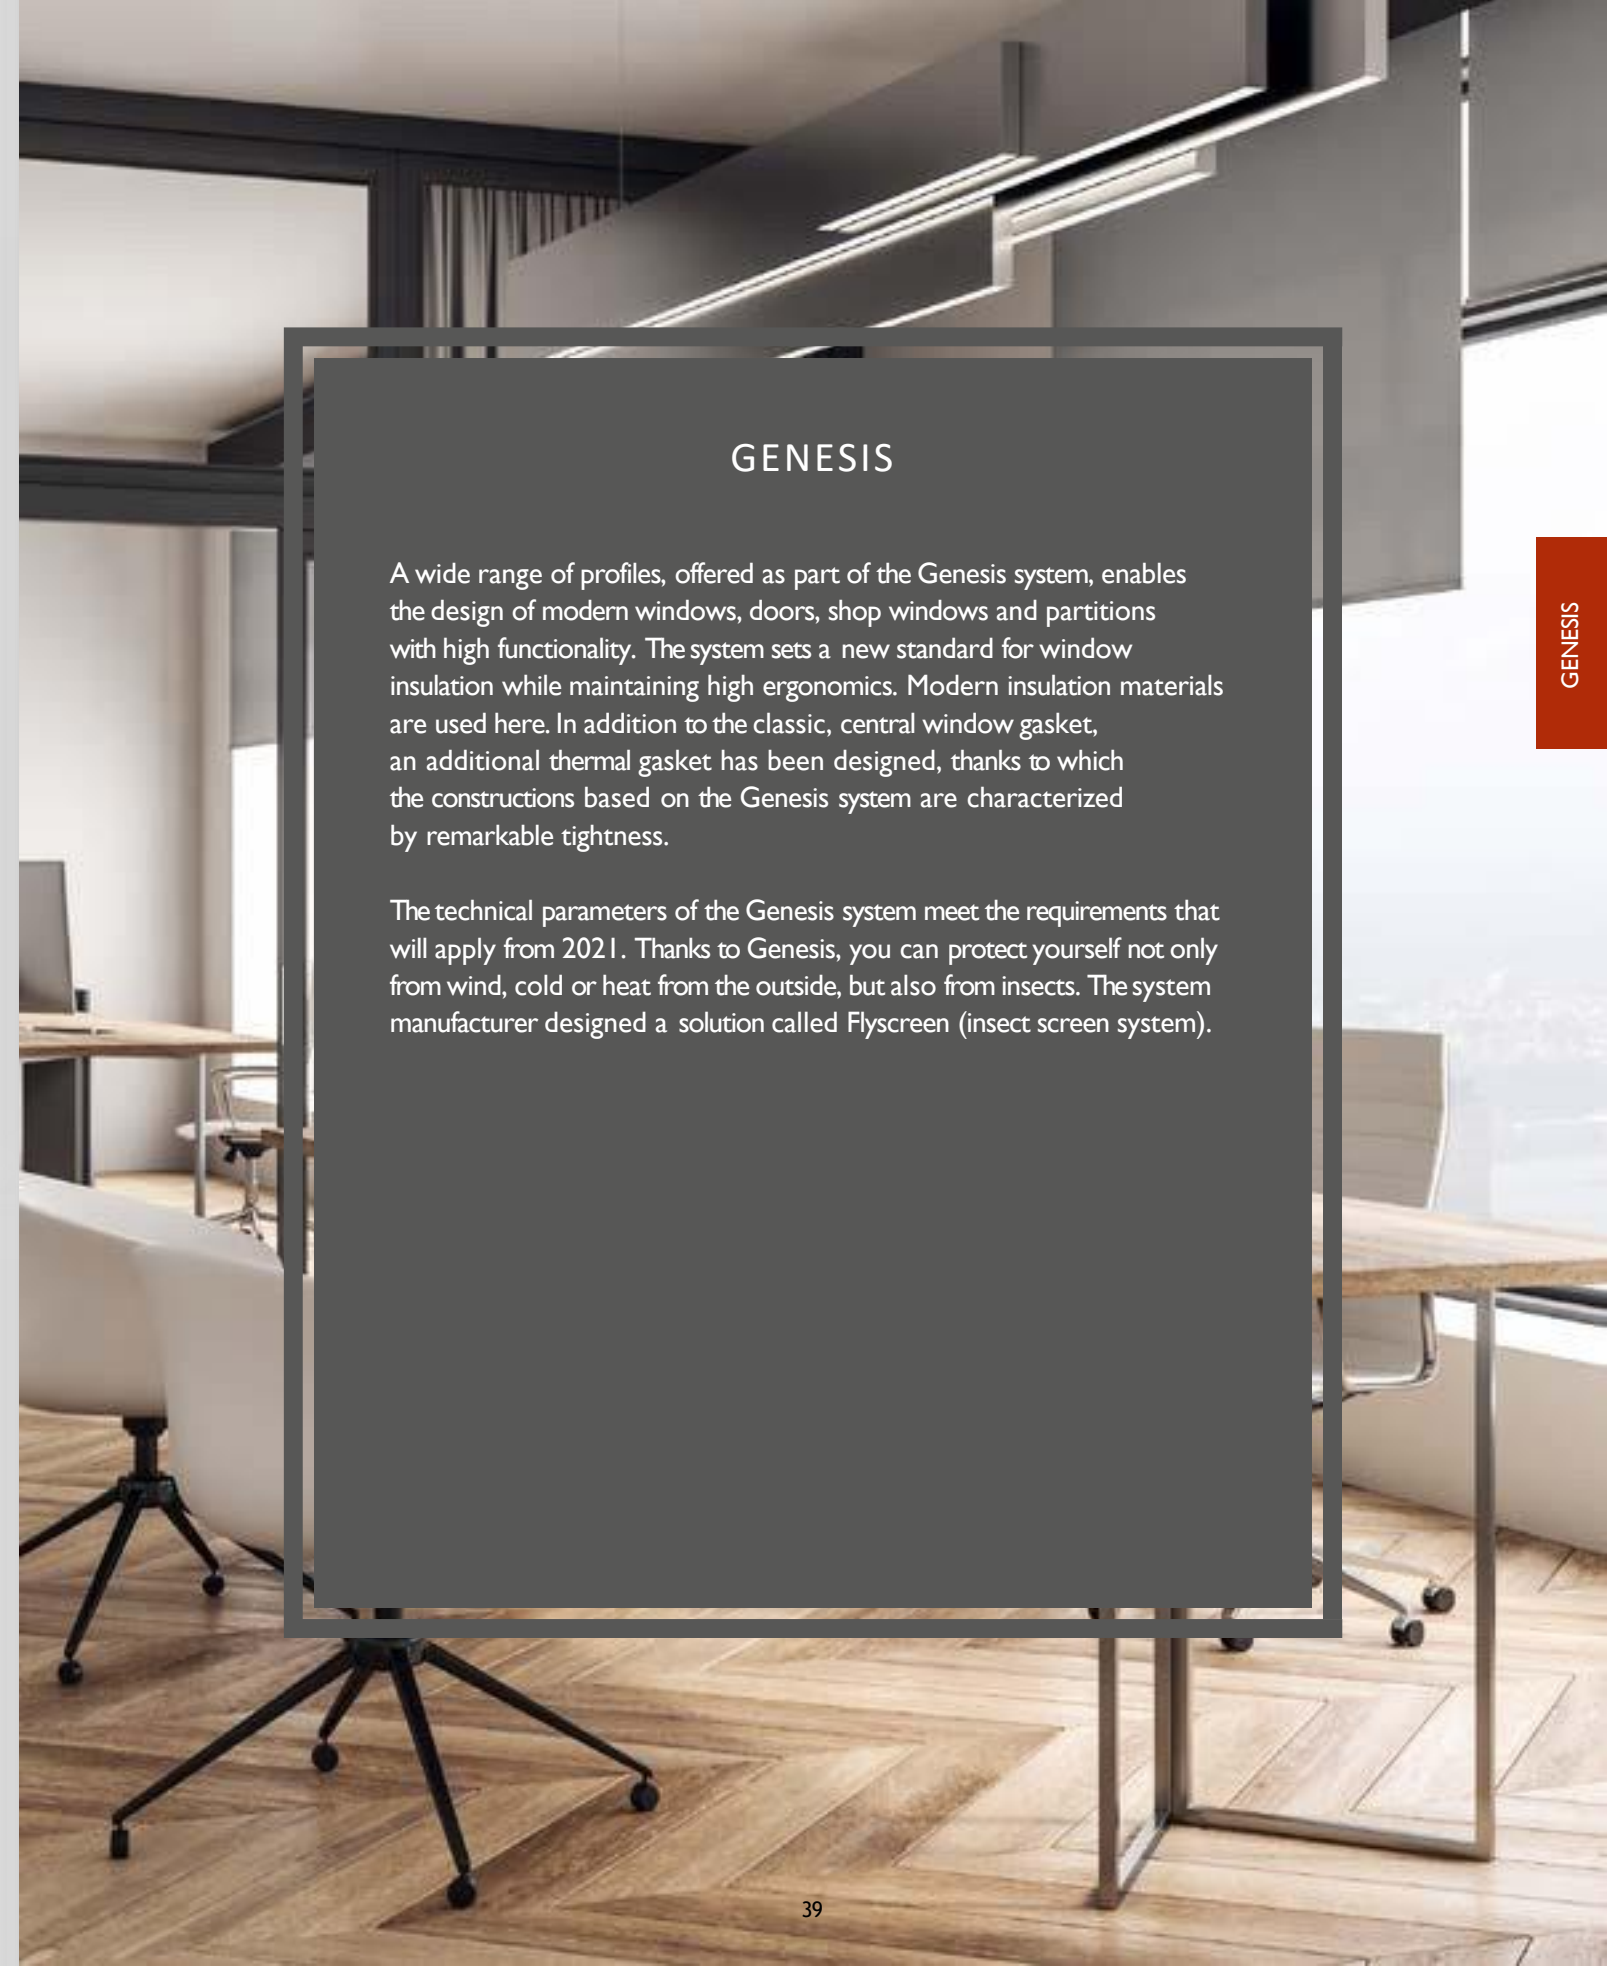 GENESIS
A wide range of profiles, offered as part of the Genesis system, enables
the design of modern windows, doors, shop windows and partitions
with high functionality. The system sets a new standard for window
insulation while maintaining high ergonomics. Modern insulation materials
are used here. In addition to the classic, central window gasket,
an additional thermal gasket has been designed, thanks to which
the constructions based on the Genesis system are characterized
by remarkable tightness.
The technical parameters of the Genesis system meet the requirements that
will apply from 2021. Thanks to Genesis, you can protect yourself not only
from wind, cold or heat from the outside, but also from insects. The system
manufacturer designed a solution called Flyscreen (insect screen system).
GENESIS
39